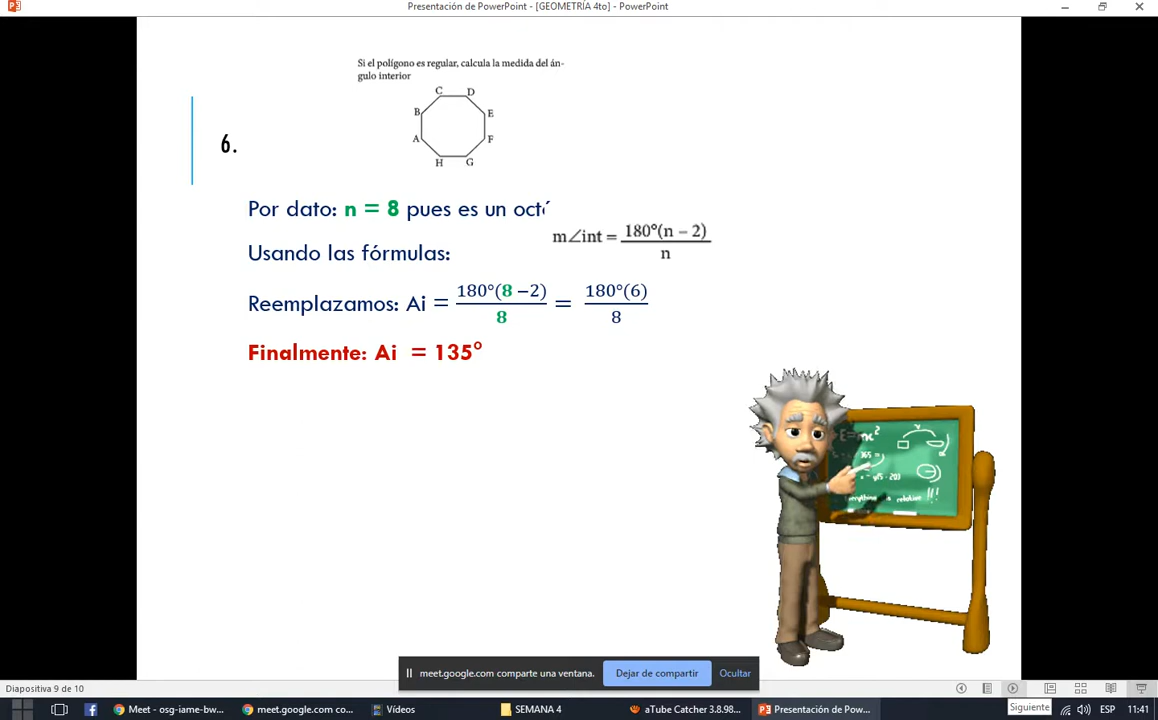 Presentación de PowerPoint - [GEOMETRÍA 4to] - PowerPoint
Si el polígono es regular, calcula la medida del án-
gulo interior
C D
B E
A F
H G
6.
Por dato: n = 8 pues es un octó
m∠int = 180°(n – 2) / n
Usando las fórmulas:
Reemplazamos: Ai = 180°(8 –2) / 8 = 180°(6) / 8
Finalmente: Ai = 135°
meet.google.com comparte una ventana. Dejar de compartir Ocultar
Diapositiva 9 de 10
Siguiente
Meet - osg-iame-bw... meet.google.com co... Vídeos SEMANA 4 aTube Catcher 3.8.98... Presentación de Pow... ESP 11:41